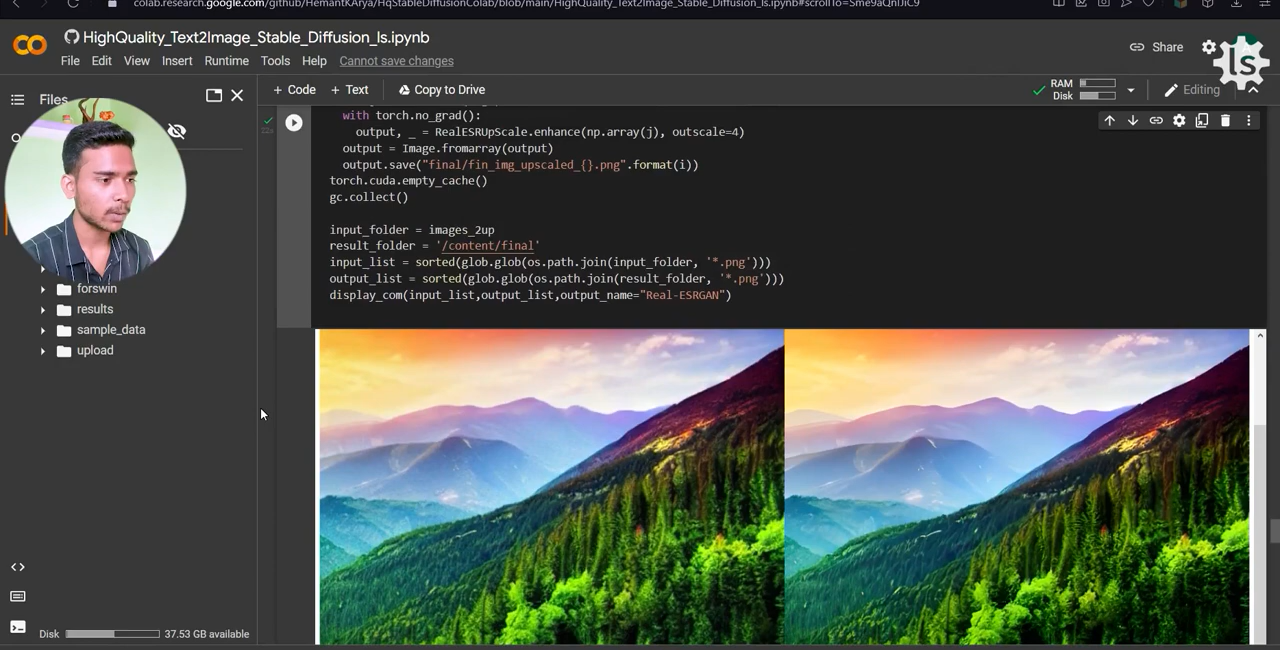 colab.research.google.com/github/HemantKArya/HqStableDiffusionColab/blob/main/HighQuality_Text2Image_Stable_Diffusion_ls.ipynb#scrollTo=Sme9aQnIJiC9
HighQuality_Text2Image_Stable_Diffusion_ls.ipynb
Share
ls
File Edit View Insert Runtime Tools Help Cannot save changes
Files
+ Code + Text Copy to Drive
RAM
Disk
Editing
with torch.no_grad():
output, _ = RealESRUpScale.enhance(np.array(j), outscale=4)
output = Image.fromarray(output)
output.save("final/fin_img_upscaled_{}.png".format(i))
torch.cuda.empty_cache()
gc.collect()
input_folder = images_2up
result_folder = '/content/final'
input_list = sorted(glob.glob(os.path.join(input_folder, '*.png')))
output_list = sorted(glob.glob(os.path.join(result_folder, '*.png')))
display_com(input_list,output_list,output_name="Real-ESRGAN")
forswin
results
sample_data
upload
Disk 37.53 GB available